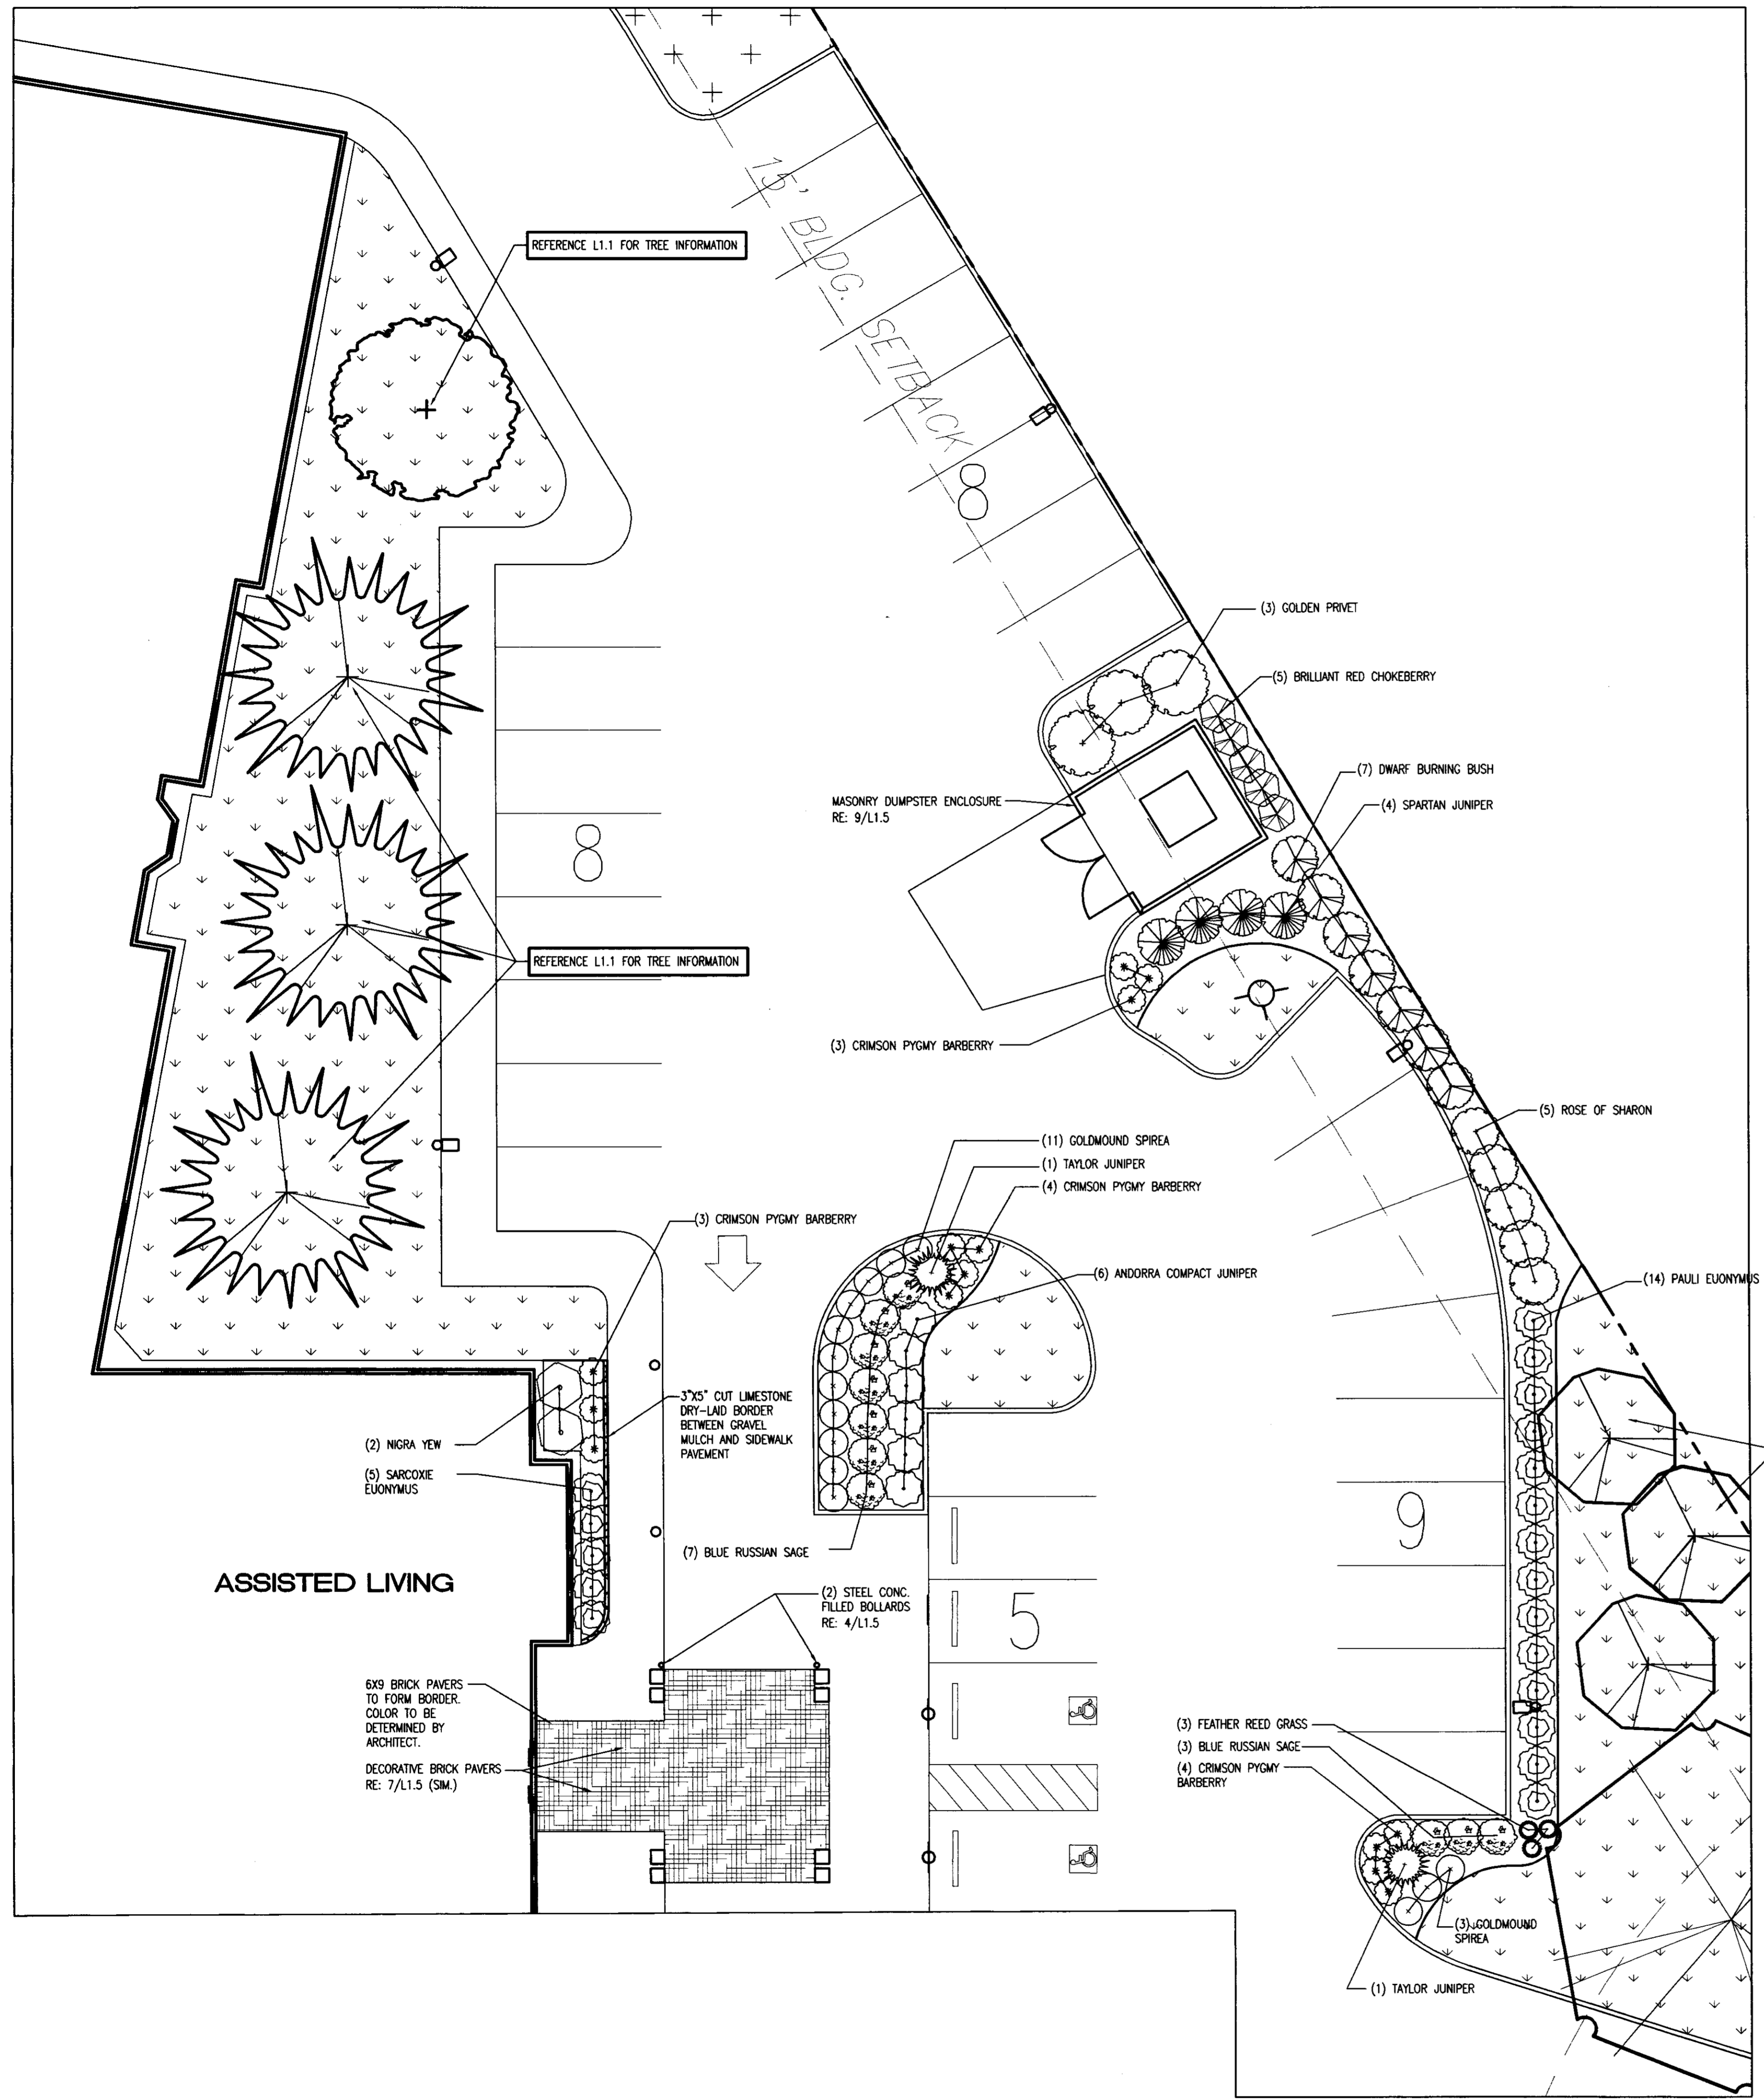 15' BLDG. SETBACK
REFERENCE L1.1 FOR TREE INFORMATION
8
(3) GOLDEN PRIVET
(5) BRILLIANT RED CHOKEBERRY
(7) DWARF BURNING BUSH
(4) SPARTAN JUNIPER
MASONRY DUMPSTER ENCLOSURE
RE: 9/L1.5
8
REFERENCE L1.1 FOR TREE INFORMATION
(3) CRIMSON PYGMY BARBERRY
(5) ROSE OF SHARON
(11) GOLDMOUND SPIREA
(1) TAYLOR JUNIPER
(4) CRIMSON PYGMY BARBERRY
(3) CRIMSON PYGMY BARBERRY
(6) ANDORRA COMPACT JUNIPER
(14) PAULI EUONYMUS
3"X5" CUT LIMESTONE
DRY-LAID BORDER
BETWEEN GRAVEL
MULCH AND SIDEWALK
PAVEMENT
(2) NIGRA YEW
(5) SARCOXIE
EUONYMUS
9
(7) BLUE RUSSIAN SAGE
ASSISTED LIVING
(2) STEEL CONC.
FILLED BOLLARDS
RE: 4/L1.5
5
6X9 BRICK PAVERS
TO FORM BORDER.
COLOR TO BE
DETERMINED BY
ARCHITECT.
DECORATIVE BRICK PAVERS
RE: 7/L1.5 (SIM.)
(3) FEATHER REED GRASS
(3) BLUE RUSSIAN SAGE
(4) CRIMSON PYGMY
BARBERRY
(3) GOLDMOUND
SPIREA
(1) TAYLOR JUNIPER